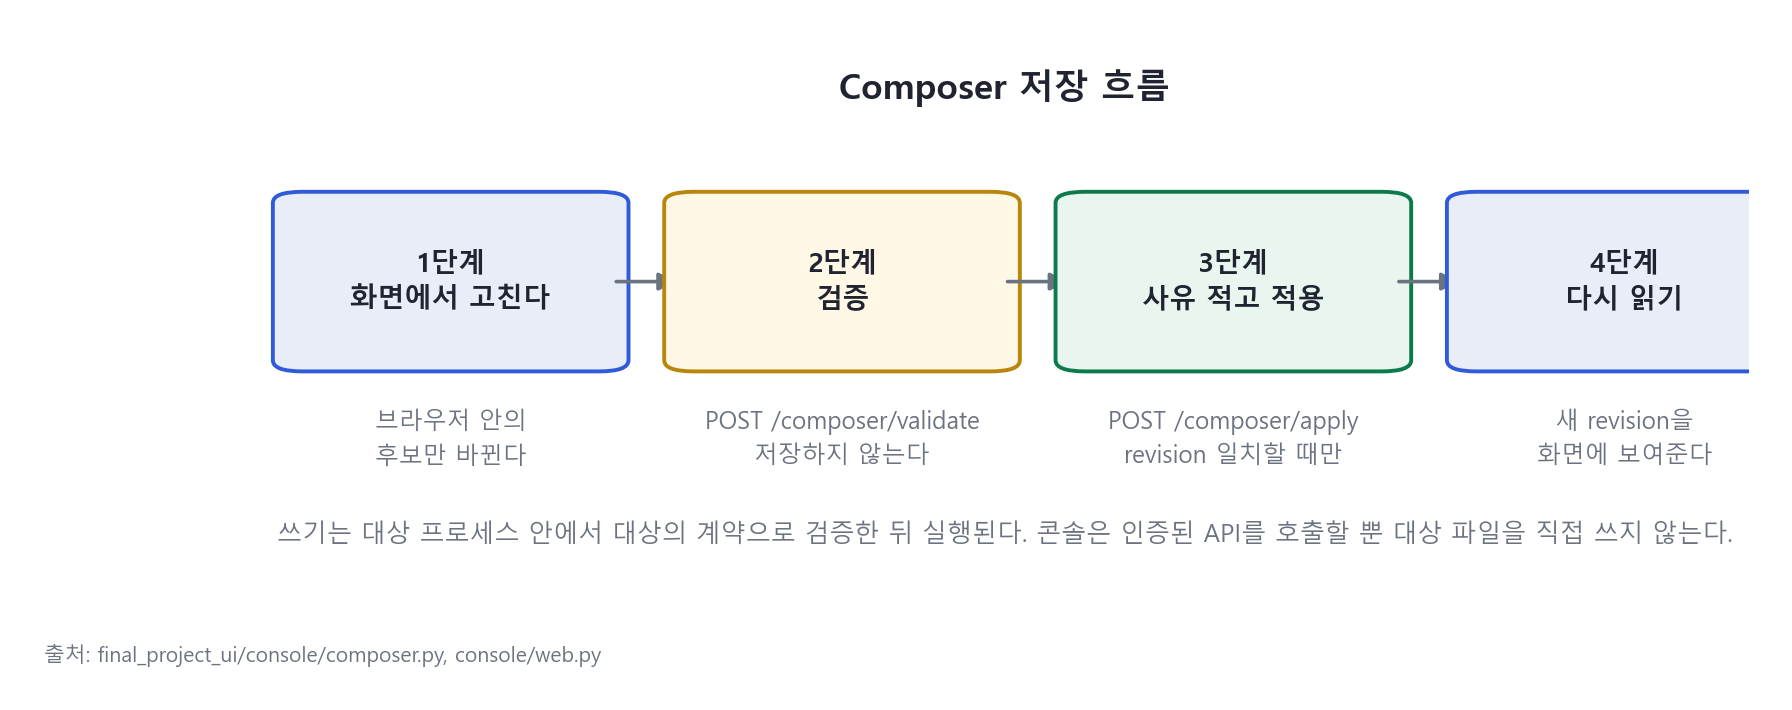 Composer 저장 흐름
1단계
화면에서 고친다
2단계
검증
3단계
사유 적고 적용
4단계
다시 읽기
브라우저 안의
후보만 바뀐다
POST /composer/validate
저장하지 않는다
POST /composer/apply
revision 일치할 때만
새 revision을
화면에 보여준다
쓰기는 대상 프로세스 안에서 대상의 계약으로 검증한 뒤 실행된다. 콘솔은 인증된 API를 호출할 뿐 대상 파일을 직접 쓰지 않는다.
출처: final_project_ui/console/composer.py, console/web.py